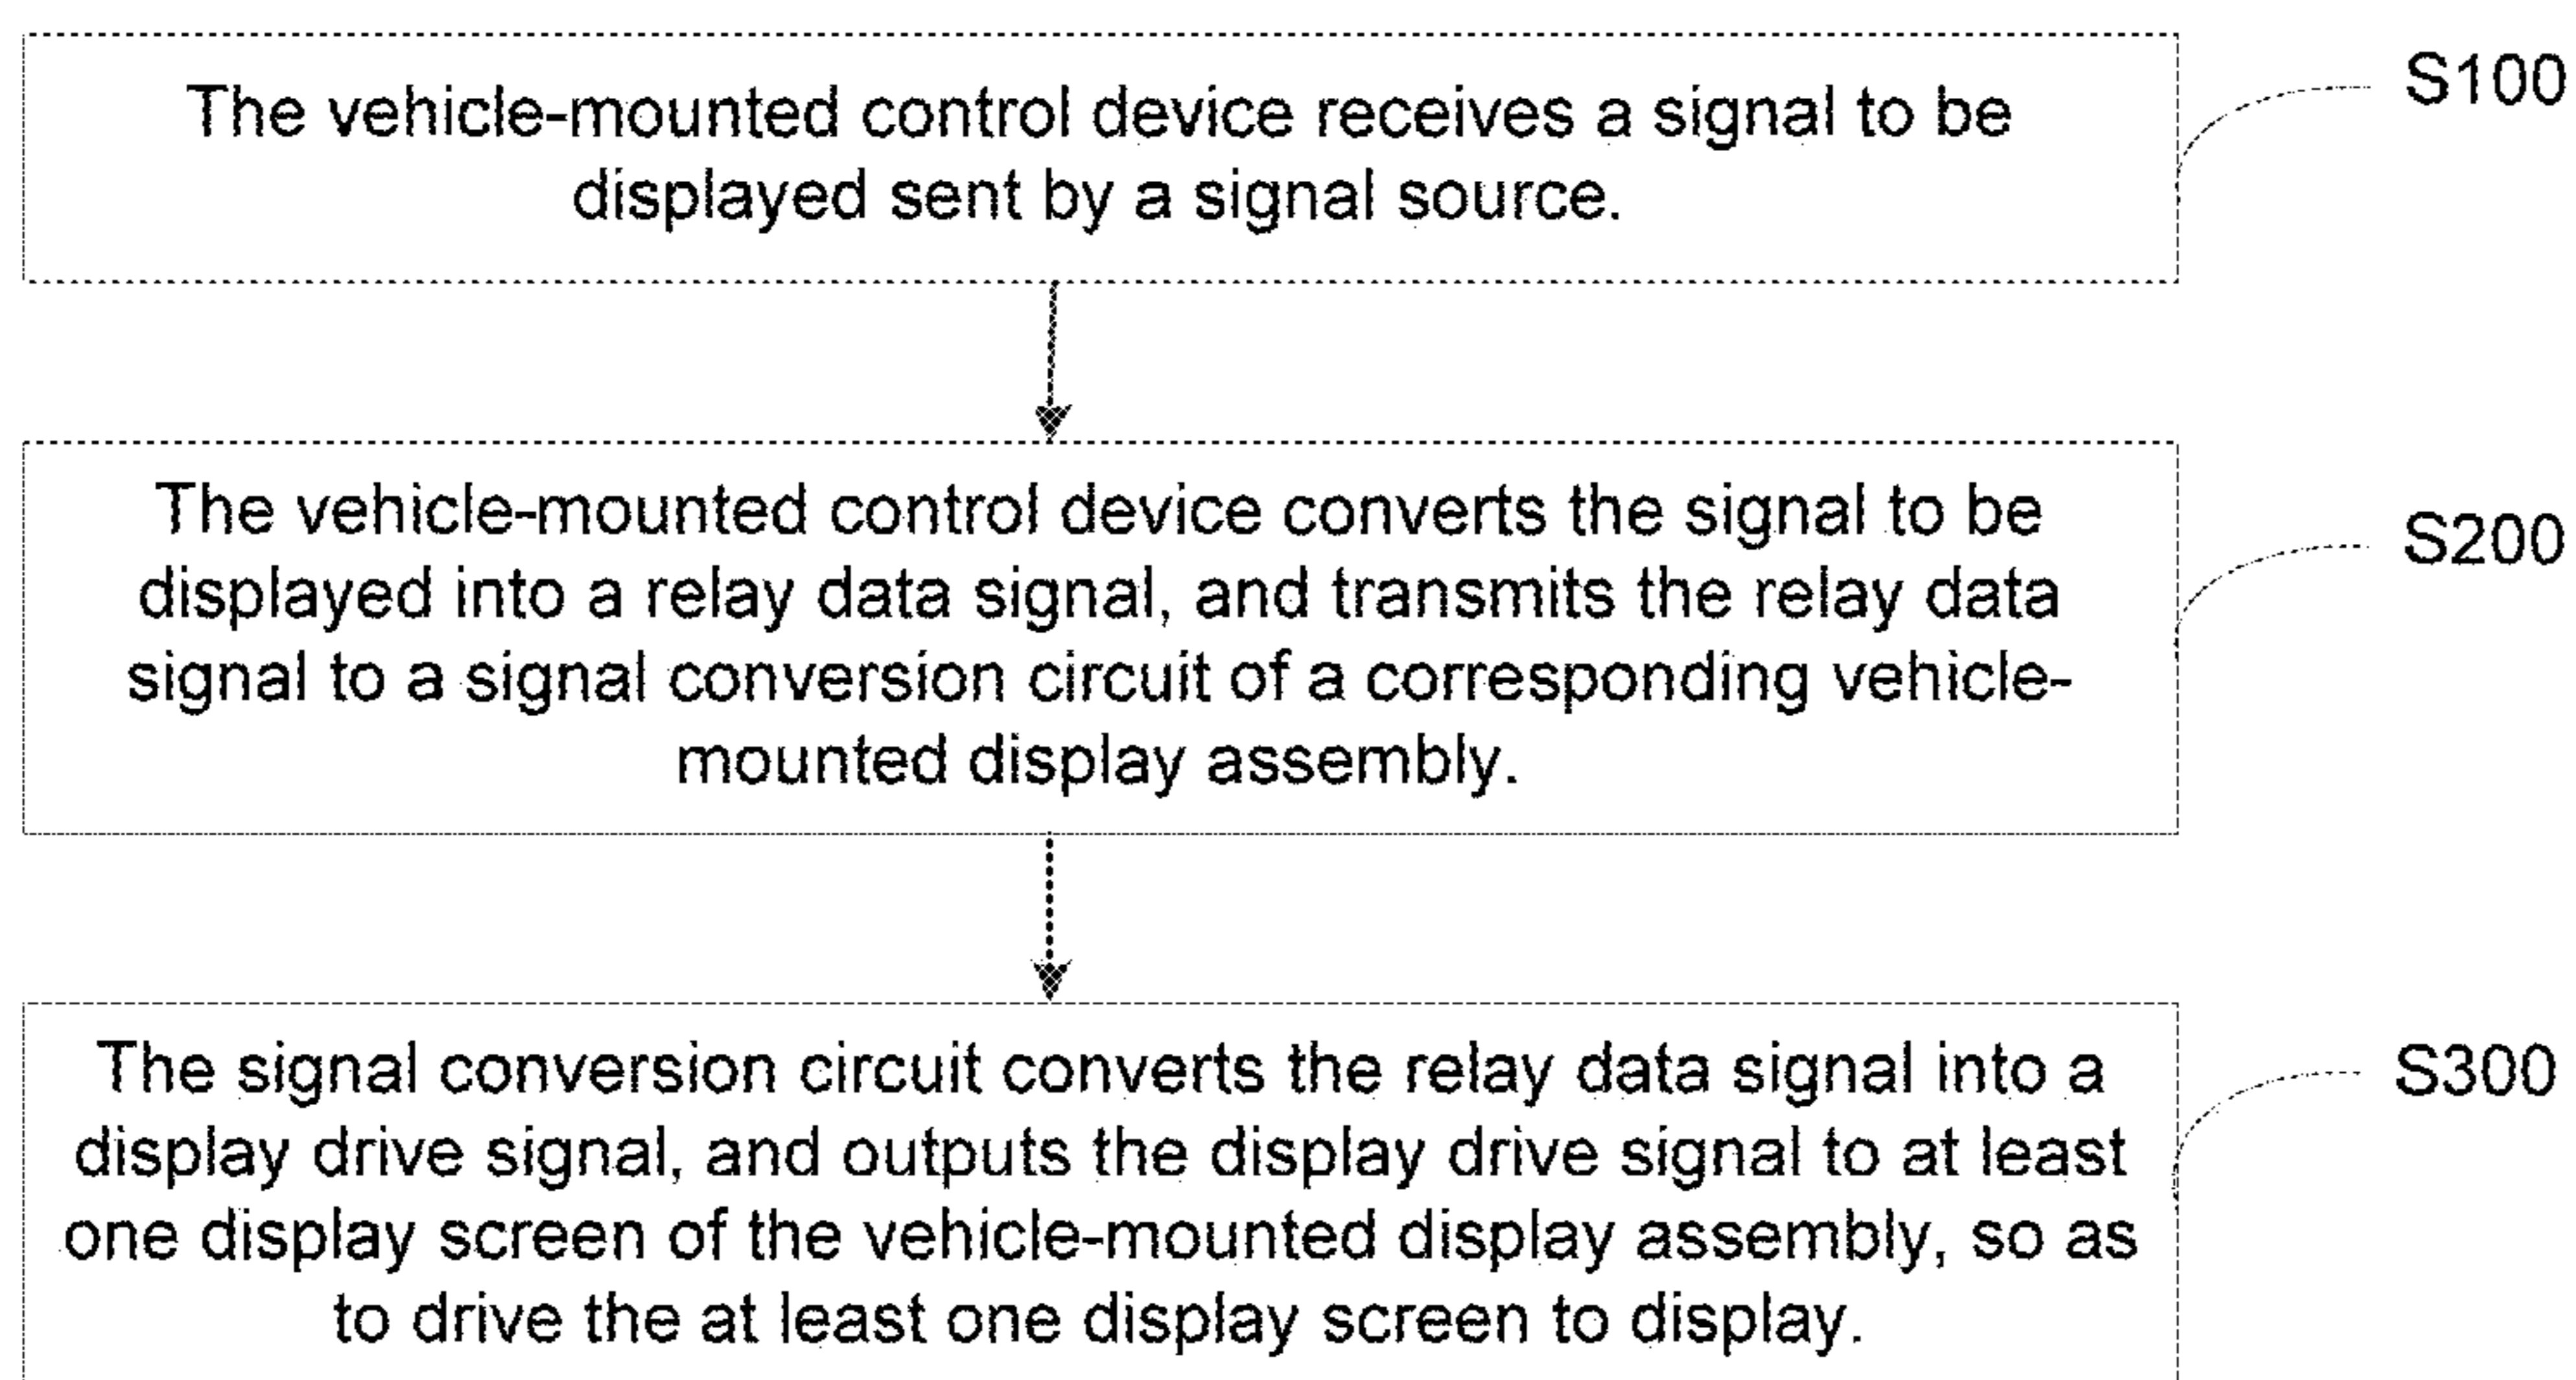 The vehicle-mounted control device receives a signal to be
displayed sent by a signal source.
S100
The vehicle-mounted control device converts the signal to be
displayed into a relay data signal, and transmits the relay data
signal to a signal conversion circuit of a corresponding vehicle-
mounted display assembly.
S200
The signal conversion circuit converts the relay data signal into a
display drive signal, and outputs the display drive signal to at least
one display screen of the vehicle-mounted display assembly, so as
to drive the at least one display screen to display.
S300